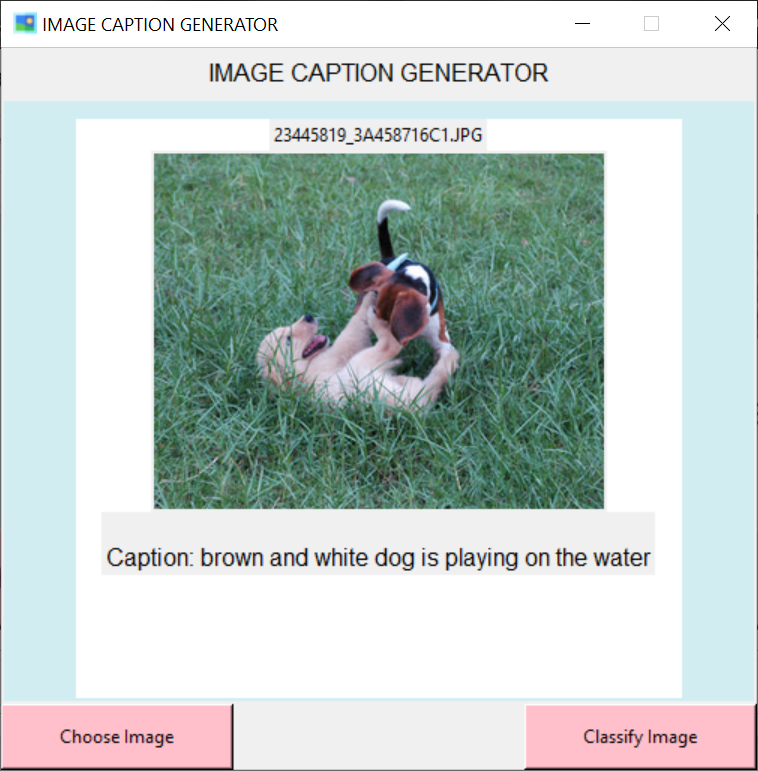 IMAGE CAPTION GENERATOR
IMAGE CAPTION GENERATOR
23445819_3A458716C1.JPG
Caption: brown and white dog is playing on the water
Choose Image
Classify Image